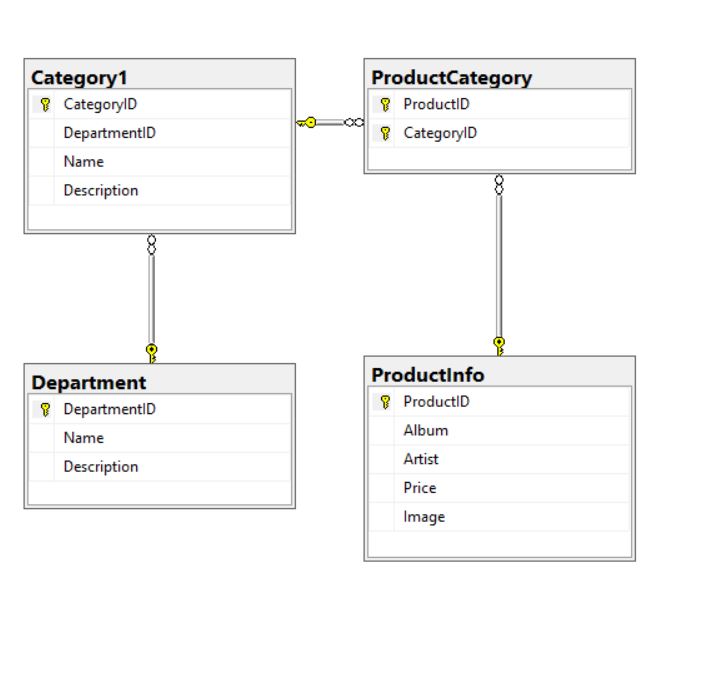 Category1
CategoryID
DepartmentID
Name
Description
ProductCategory
ProductID
CategoryID
Department
DepartmentID
Name
Description
ProductInfo
ProductID
Album
Artist
Price
Image